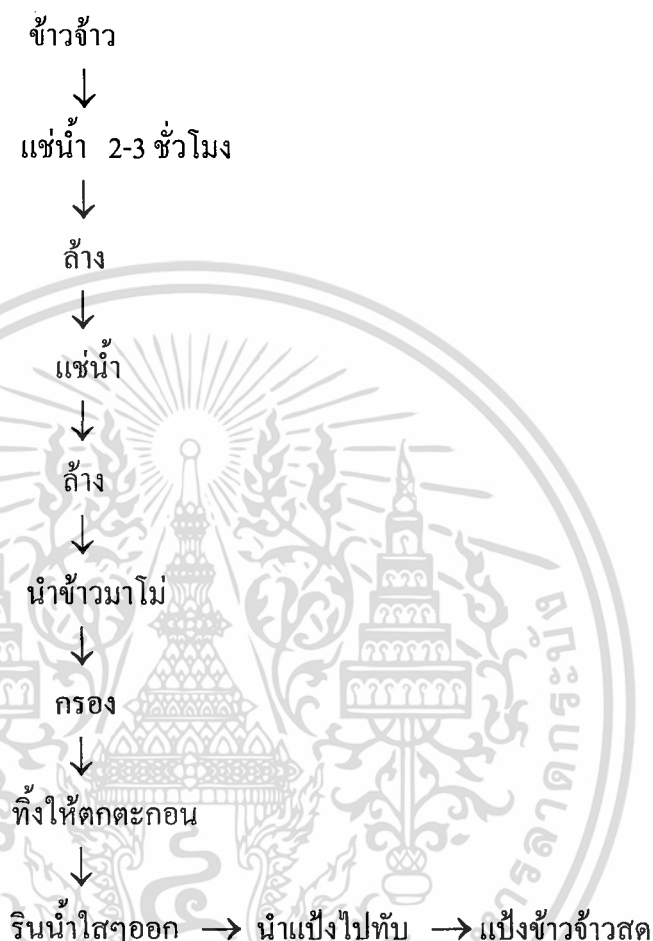 ข้าวจ้าว
↓
แช่น้ำ 2-3 ชั่วโมง
↓
ล้าง
↓
แช่น้ำ
↓
ล้าง
↓
นำข้าวมาโม่
↓
กรอง
↓
ทิ้งให้ตกตะกอน
↓
รินน้ำใสๆออก → นำแป้งไปทับ → แป้งข้าวจ้าวสด